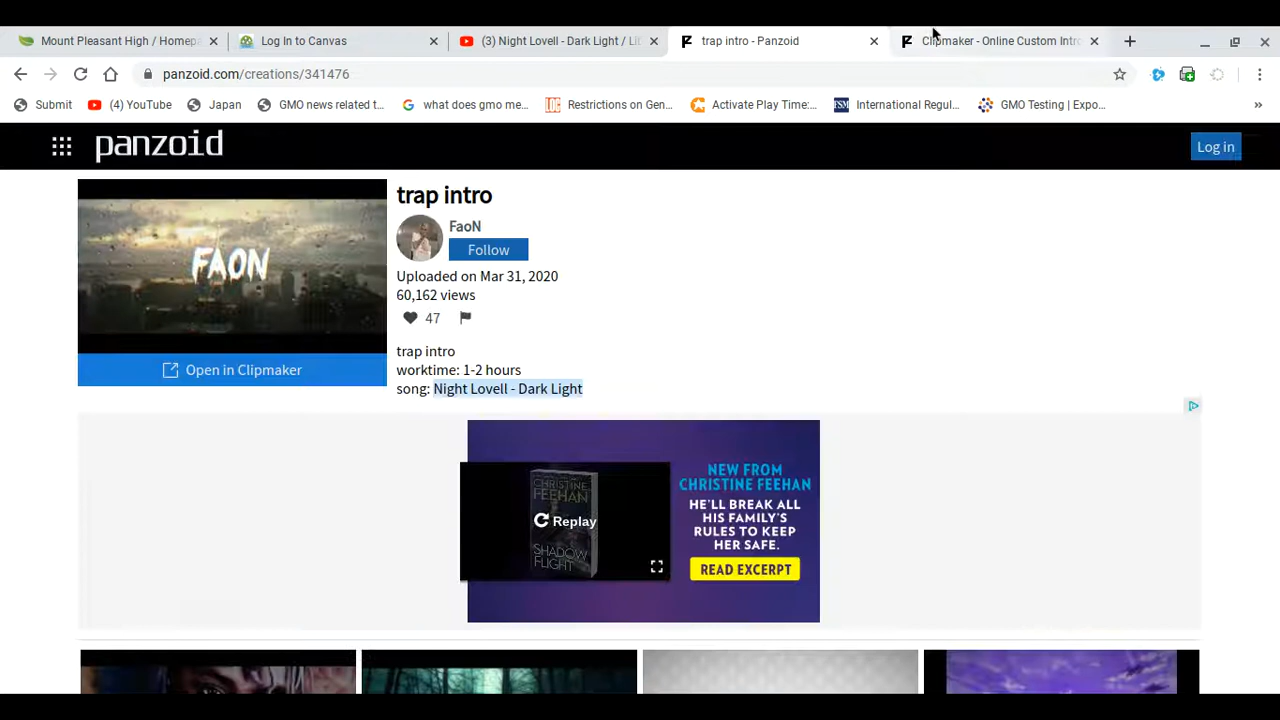 Mount Pleasant High / Homepa
Log In to Canvas
(3) Night Lovell - Dark Light / Li
trap intro - Panzoid
Clipmaker - Online Custom Intro
panzoid.com/creations/341476
Submit
(4) YouTube
Japan
GMO news related t...
what does gmo me...
Restrictions on Gen...
Activate Play Time:...
FSM
International Regul...
GMO Testing | Expo...
panzoid
Log in
FAON
Open in Clipmaker
trap intro
FaoN
Follow
Uploaded on Mar 31, 2020
60,162 views
47
trap intro
worktime: 1-2 hours
song: Night Lovell - Dark Light
CHRISTINE
FEEHAN
Replay
SHADOW
FLIGHT
NEW FROM
CHRISTINE FEEHAN
HE'LL BREAK ALL
HIS FAMILY'S
RULES TO KEEP
HER SAFE.
READ EXCERPT